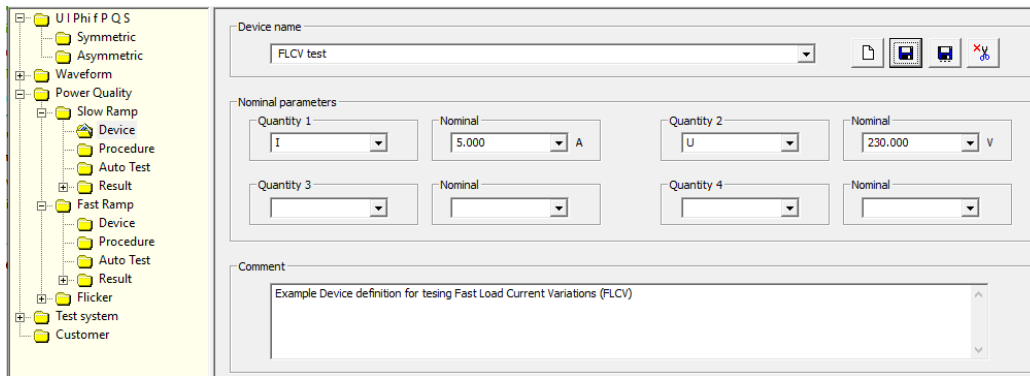 U I Phi f P Q S
Symmetric
Asymmetric
Waveform
Power Quality
Slow Ramp
Device
Procedure
Auto Test
Result
Fast Ramp
Device
Procedure
Auto Test
Result
Flicker
Test system
Customer
Device name
FLCV test
Nominal parameters
Quantity 1 Nominal Quantity 2 Nominal
I 5.000 A U 230.000 V
Quantity 3 Nominal Quantity 4 Nominal
Comment
Example Device definition for tesing Fast Load Current Variations (FLCV)